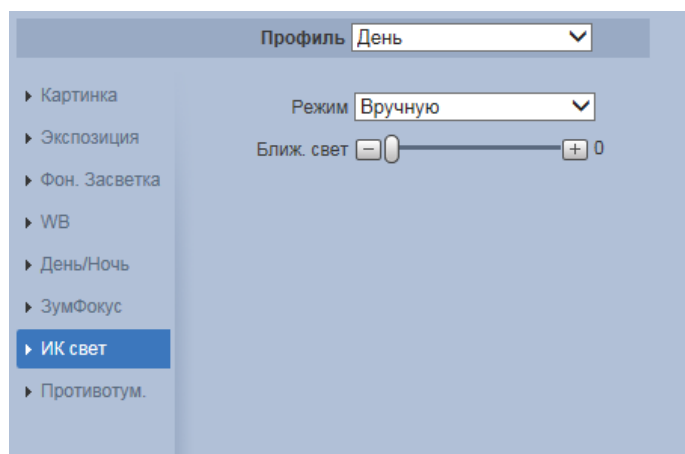 Профиль День
Картинка
Режим Вручную
Экспозиция
Ближ. свет 0
Фон. Засветка
WB
День/Ночь
ЗумФокус
ИК свет
Противотум.